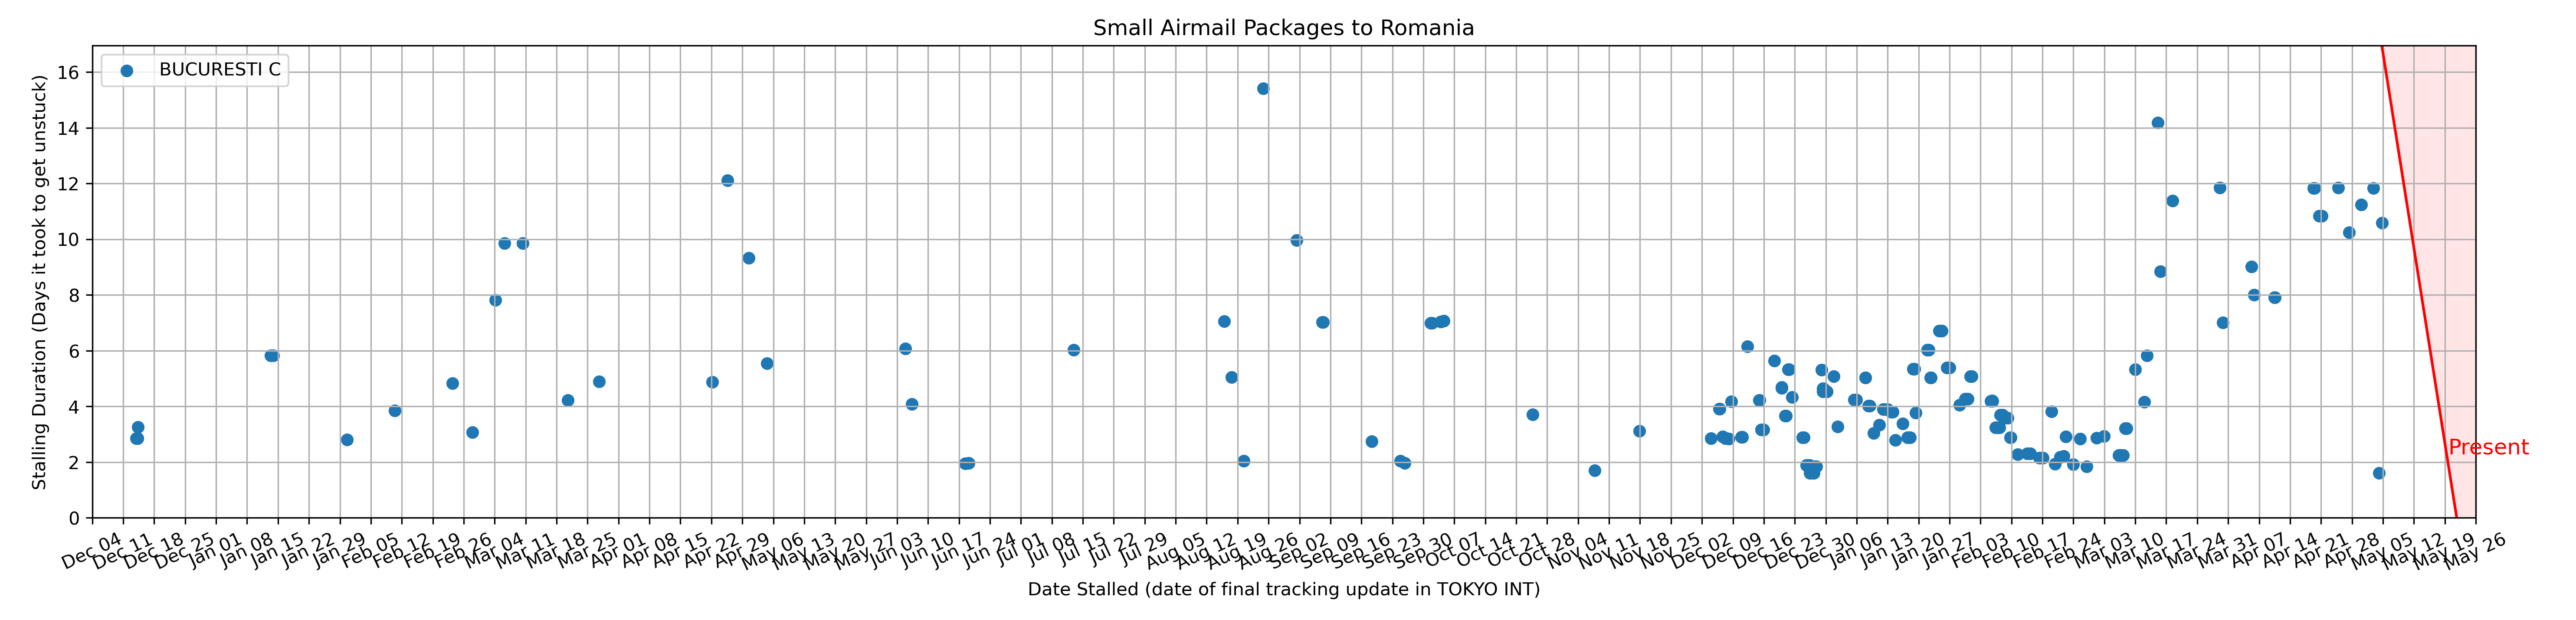 Small Airmail Packages to Romania
BUCURESTI C
Stalling Duration (Days it took to get unstuck)
16
14
12
10
8
6
4
2
0
Present
Dec 04 Dec 11 Dec 18 Dec 25 Jan 01 Jan 08 Jan 15 Jan 22 Jan 29 Feb 05 Feb 12 Feb 19 Feb 26 Mar 04 Mar 11 Mar 18 Mar 25 Apr 01 Apr 08 Apr 15 Apr 22 Apr 29 May 06 May 13 May 20 May 27 Jun 03 Jun 10 Jun 17 Jun 24 Jul 01 Jul 08 Jul 15 Jul 22 Jul 29 Aug 05 Aug 12 Aug 19 Aug 26 Sep 02 Sep 09 Sep 16 Sep 23 Sep 30 Oct 07 Oct 14 Oct 21 Oct 28 Nov 04 Nov 11 Nov 18 Nov 25 Dec 02 Dec 09 Dec 16 Dec 23 Dec 30 Jan 06 Jan 13 Jan 20 Jan 27 Feb 03 Feb 10 Feb 17 Feb 24 Mar 03 Mar 10 Mar 17 Mar 24 Mar 31 Apr 07 Apr 14 Apr 21 Apr 28 May 05 May 12 May 19 May 26
Date Stalled (date of final tracking update in TOKYO INT)